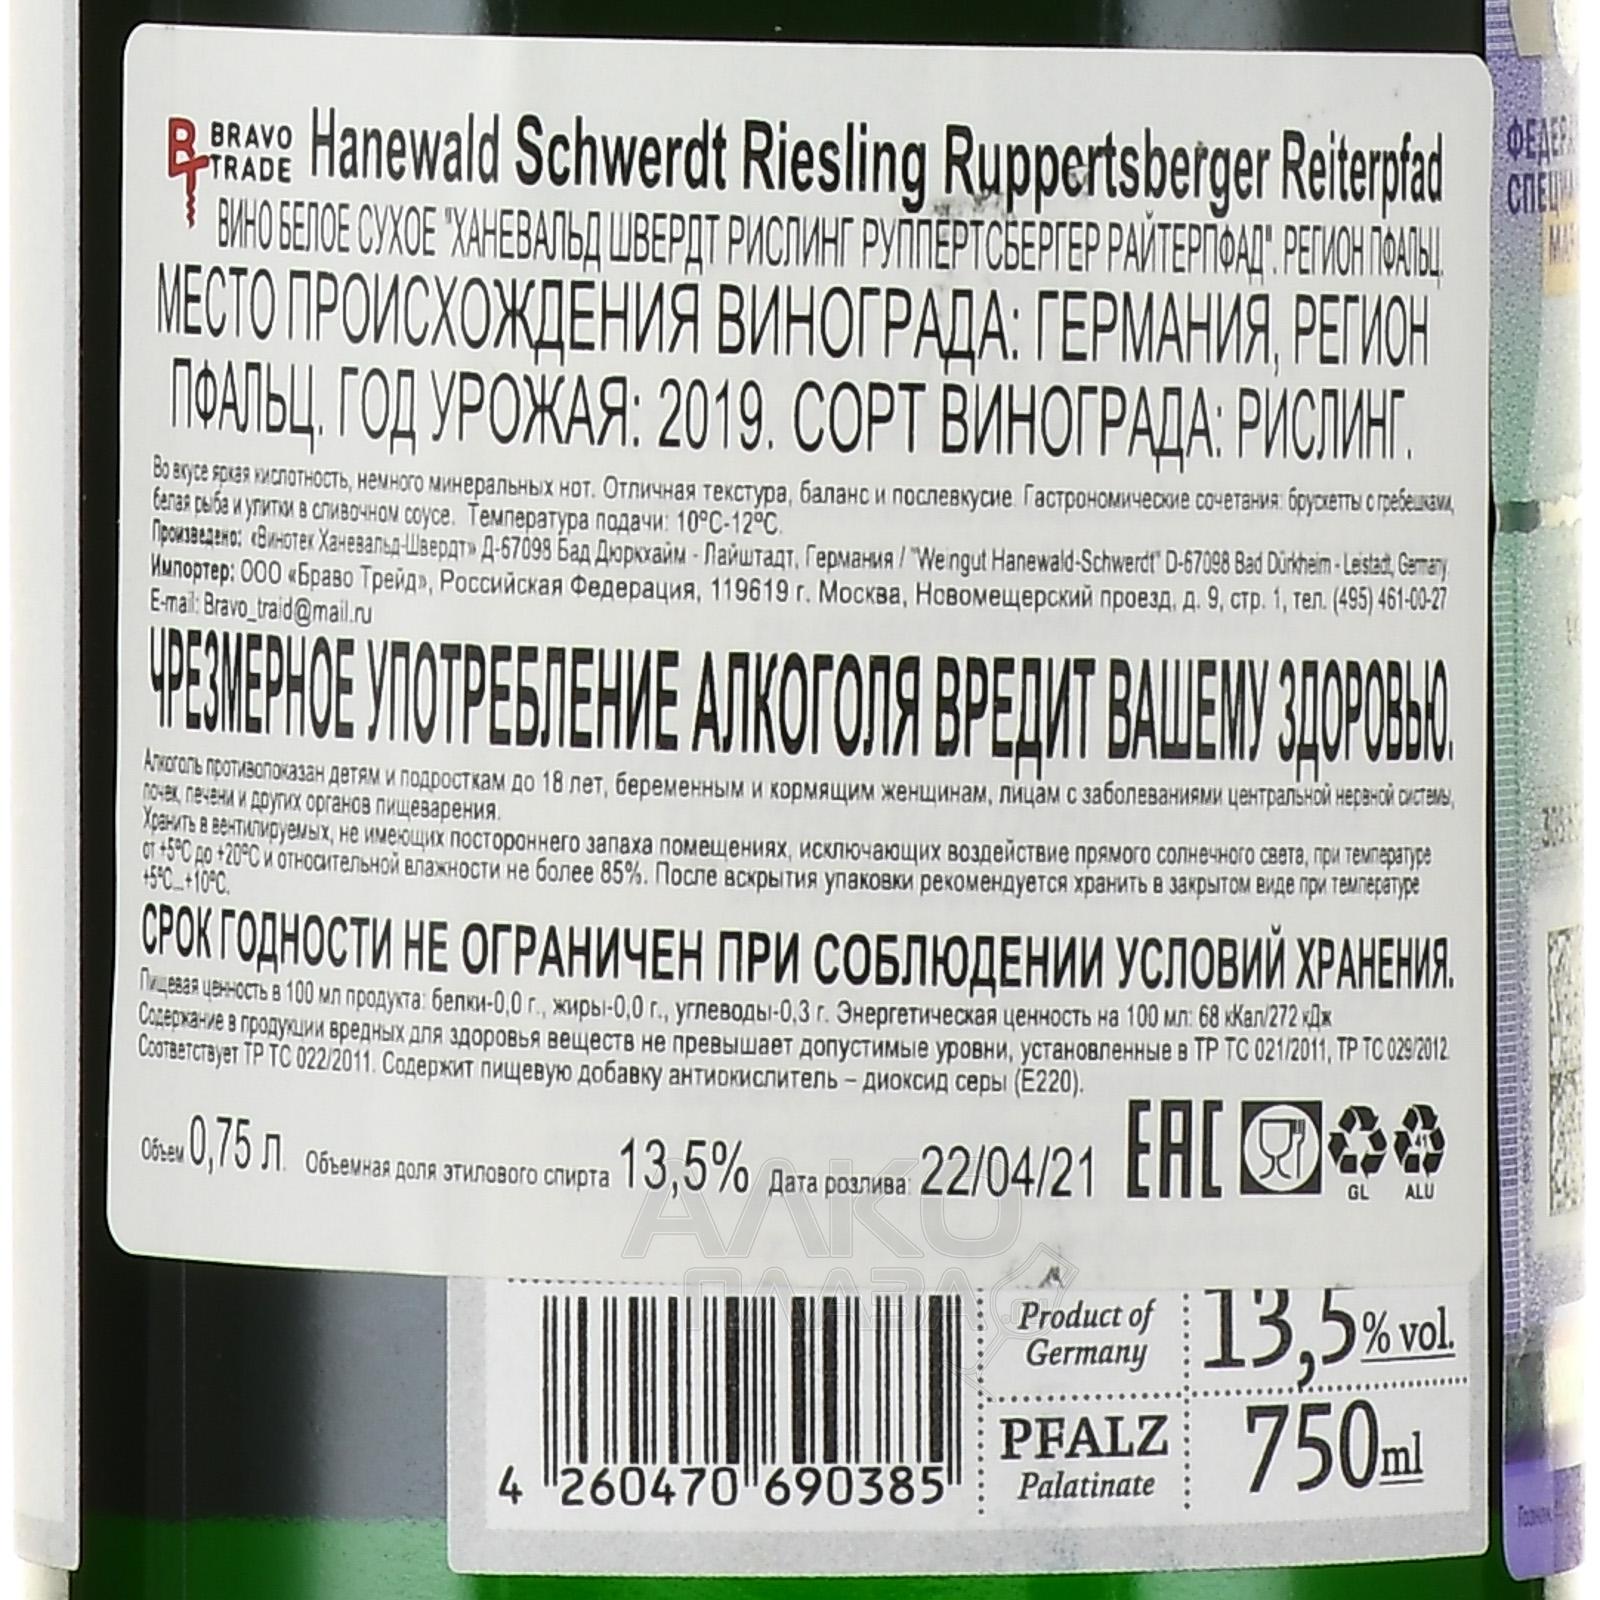 BRAVO TRADE Hanewald Schwerdt Riesling Ruppertsberger Reiterpfad
ВИНО БЕЛОЕ СУХОЕ "ХАНЕВАЛЬД ШВЕРДТ РИСЛИНГ РУППЕРТСБЕРГЕР РАЙТЕРПФАД". РЕГИОН ПФАЛЬЦ.
МЕСТО ПРОИСХОЖДЕНИЯ ВИНОГРАДА: ГЕРМАНИЯ, РЕГИОН
ПФАЛЬЦ. ГОД УРОЖАЯ: 2019. СОРТ ВИНОГРАДА: РИСЛИНГ.
Во вкусе яркая кислотность, немного минеральных нот. Отличная текстура, баланс и послевкусие. Гастрономические сочетания: брускетты с гребешками,
белая рыба и улитки в сливочном соусе. Температура подачи: 10°С-12°С.
Произведено: «Винотек Ханевальд-Швердт» Д-67098 Бад Дюркхайм - Лайштадт, Германия / "Weingut Hanewald-Schwerdt" D-67098 Bad Dürkheim - Leistadt, Germany
Импортер: ООО «Браво Трейд», Российская Федерация, 119619 г. Москва, Новомещерский проезд, д. 9, стр. 1, тел. (495) 461-00-27
E-mail: Bravo_traid@mail.ru
ЧРЕЗМЕРНОЕ УПОТРЕБЛЕНИЕ АЛКОГОЛЯ ВРЕДИТ ВАШЕМУ ЗДОРОВЬЮ.
Алкоголь противопоказан детям и подросткам до 18 лет, беременным и кормящим женщинам, лицам с заболеваниями центральной нервной системы,
почек, печени и других органов пищеварения.
Хранить в вентилируемых, не имеющих постороннего запаха помещениях, исключающих воздействие прямого солнечного света, при температуре
от +5°С до +20°С и относительной влажности не более 85%. После вскрытия упаковки рекомендуется хранить в закрытом виде при температуре
+5°С...+10°С.
СРОК ГОДНОСТИ НЕ ОГРАНИЧЕН ПРИ СОБЛЮДЕНИИ УСЛОВИЙ ХРАНЕНИЯ.
Пищевая ценность в 100 мл продукта: белки-0,0 г., жиры-0,0 г., углеводы-0,3 г. Энергетическая ценность на 100 мл: 68 кКал/272 кДж
Содержание в продукции вредных для здоровья веществ не превышает допустимые уровни, установленные в ТР ТС 021/2011, ТР ТС 029/2012.
Соответствует ТР ТС 022/2011. Содержит пищевую добавку антиокислитель – диоксид серы (Е220).
Объем 0,75 л. Объемная доля этилового спирта 13,5% Дата розлива: 22/04/21 EAC
GL 41 ALU
АЛКО
ПЛАЗА
Product of
Germany
13,5% vol.
PFALZ
Palatinate
750ml
4 260470 690385